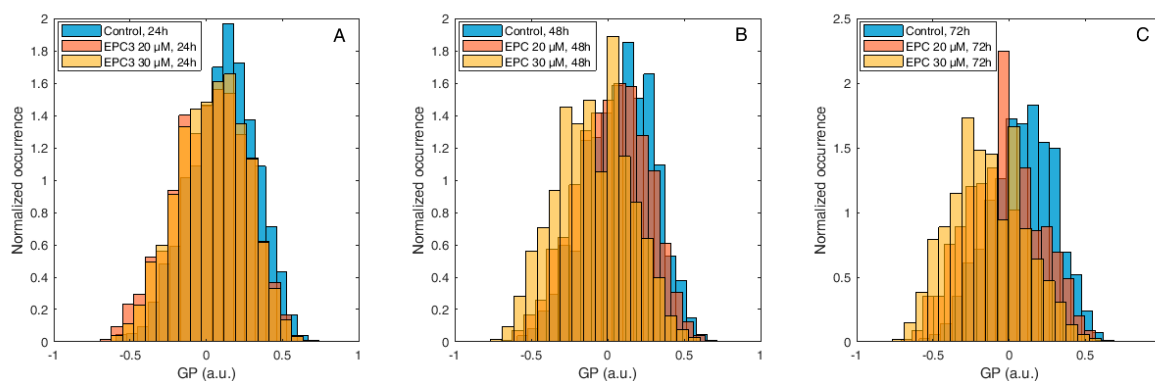 A
Control, 24h
EPC3 20 µM, 24h
EPC3 30 µM, 24h
Normalized occurrence
2
1.8
1.6
1.4
1.2
1
0.8
0.6
0.4
0.2
0
-1
-0.5
0
0.5
1
GP (a.u.)
B
Control, 48h
EPC 20 µM, 48h
EPC 30 µM, 48h
Normalized occurrence
2
1.8
1.6
1.4
1.2
1
0.8
0.6
0.4
0.2
0
-1
-0.5
0
0.5
1
GP (a.u.)
C
Control, 72h
EPC 20 µM, 72h
EPC 30 µM, 72h
Normalized occurrence
2.5
2
1.5
1
0.5
0
-1
-0.5
0
0.5
GP (a.u.)